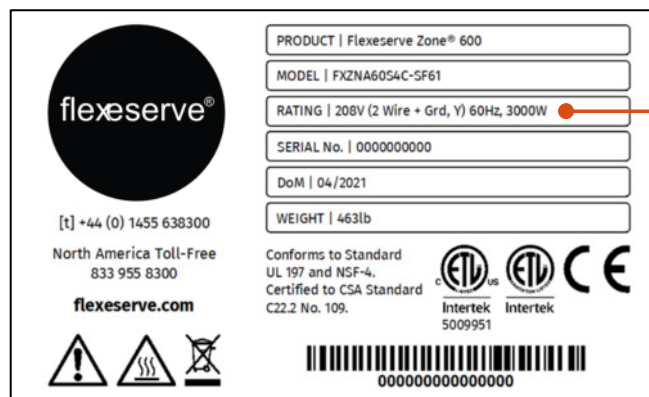 flexeserve®
[t] +44 (0) 1455 638300
North America Toll-Free
833 955 8300
flexeserve.com
PRODUCT | Flexeserve Zone® 600
MODEL | FXZNA60S4C-SF61
RATING | 208V (2 Wire + Grd, Y) 60Hz, 3000W
SERIAL No. | 0000000000
DoM | 04/2021
WEIGHT | 463lb
Conforms to Standard
UL 197 and NSF-4.
Certified to CSA Standard
C22.2 No. 109.
C ETL US
Intertek
5009951
ETL
Intertek
CE
000000000000000